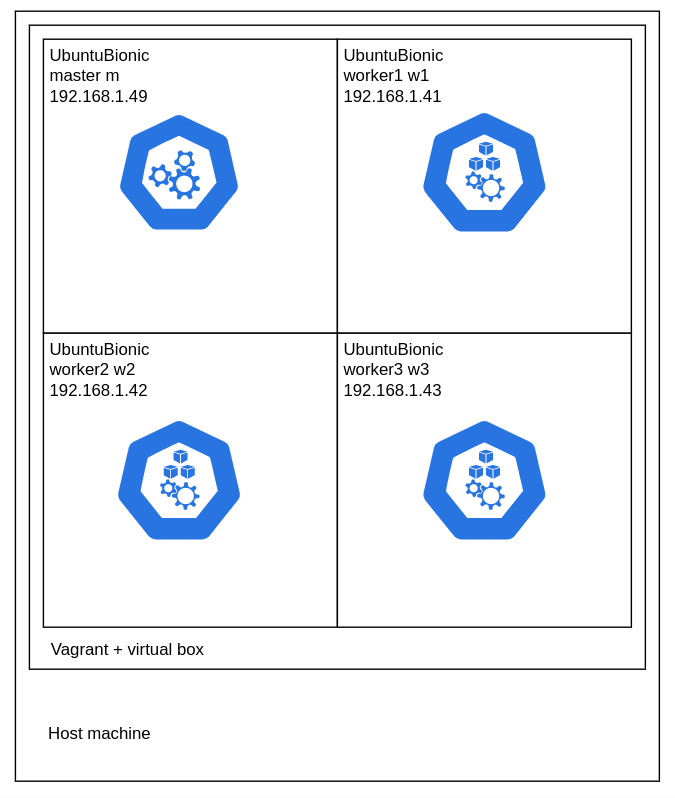 UbuntuBionic
master m
192.168.1.49
UbuntuBionic
worker1 w1
192.168.1.41
UbuntuBionic
worker2 w2
192.168.1.42
UbuntuBionic
worker3 w3
192.168.1.43
Vagrant + virtual box
Host machine